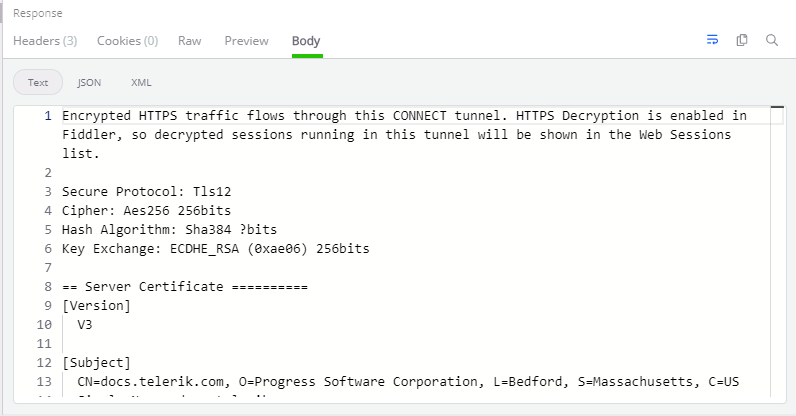 Response
Headers (3) Cookies (0) Raw Preview Body
Text JSON XML
1 Encrypted HTTPS traffic flows through this CONNECT tunnel. HTTPS Decryption is enabled in
Fiddler, so decrypted sessions running in this tunnel will be shown in the Web Sessions
list.
2
3 Secure Protocol: Tls12
4 Cipher: Aes256 256bits
5 Hash Algorithm: Sha384 ?bits
6 Key Exchange: ECDHE_RSA (0xae06) 256bits
7
8 == Server Certificate ==========
9 [Version]
10 V3
11
12 [Subject]
13 CN=docs.telerik.com, O=Progress Software Corporation, L=Bedford, S=Massachusetts, C=US